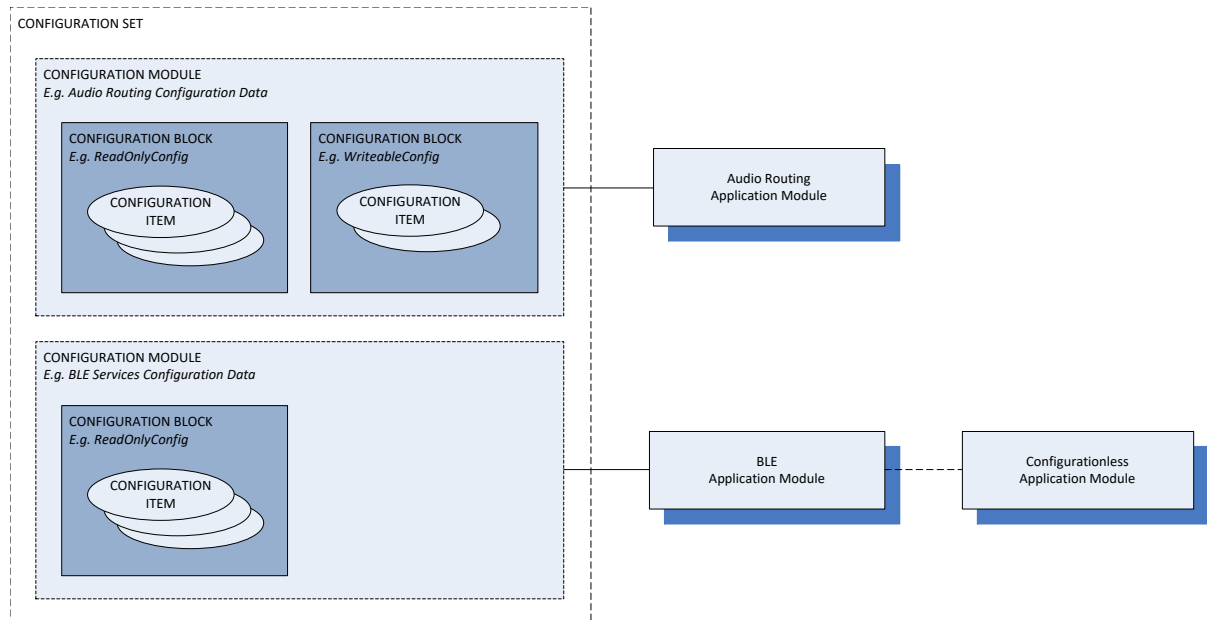 CONFIGURATION SET
CONFIGURATION MODULE
E.g. Audio Routing Configuration Data
CONFIGURATION BLOCK
E.g. ReadOnlyConfig
CONFIGURATION
ITEM
CONFIGURATION BLOCK
E.g. WriteableConfig
CONFIGURATION
ITEM
Audio Routing
Application Module
CONFIGURATION MODULE
E.g. BLE Services Configuration Data
CONFIGURATION BLOCK
E.g. ReadOnlyConfig
CONFIGURATION
ITEM
BLE
Application Module
Configurationless
Application Module